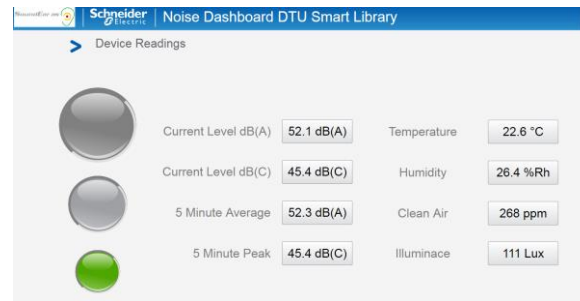 SoundEar
Schneider Electric
Noise Dashboard DTU Smart Library
Device Readings
Current Level dB(A) 52.1 dB(A) Temperature 22.6 °C
Current Level dB(C) 45.4 dB(C) Humidity 26.4 %Rh
5 Minute Average 52.3 dB(A) Clean Air 268 ppm
5 Minute Peak 45.4 dB(C) Illuminace 111 Lux